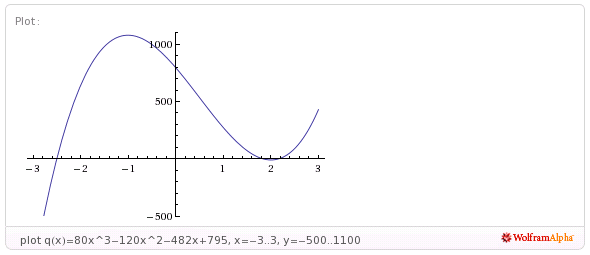 Plot:
1000
500
−3 −2 −1 1 2 3
−500
plot q(x)=80x^3−120x^2−482x+795, x=−3..3, y=−500..1100
WolframAlpha